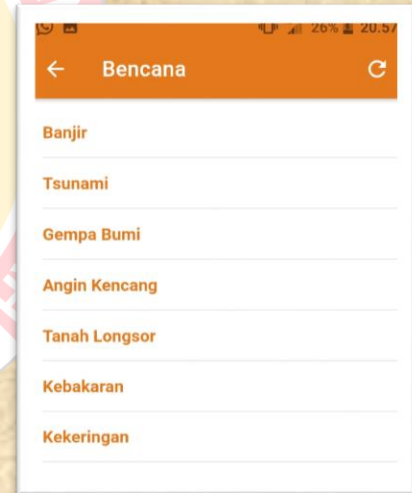 26% 20.57
Bencana
Banjir
Tsunami
Gempa Bumi
Angin Kencang
Tanah Longsor
Kebakaran
Kekeringan